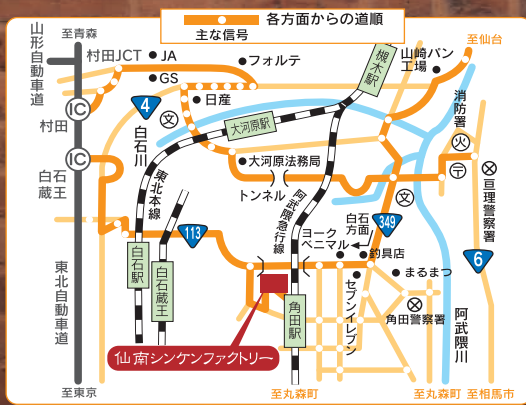 各方面からの道順
主な信号
至青森
至仙台
山形自動車道
村田JCT
JA
GS
フォルテ
日産
槻木駅
山崎パン
工場
消防署
IC
村田
4
文
白石川
大河原駅
火
〒
IC
白石
蔵王
大河原法務局
トンネル
東北本線
阿武隈急行線
文
亘理警察署
白石
方面
349
113
ヨーク
ベニマル
釣具店
6
まるまつ
白石駅
白石蔵王
角田駅
セブンイレブン
角田警察署
阿武隈川
東北自動車道
仙南シンケンファクトリー
至東京
至丸森町
至丸森町
至相馬市